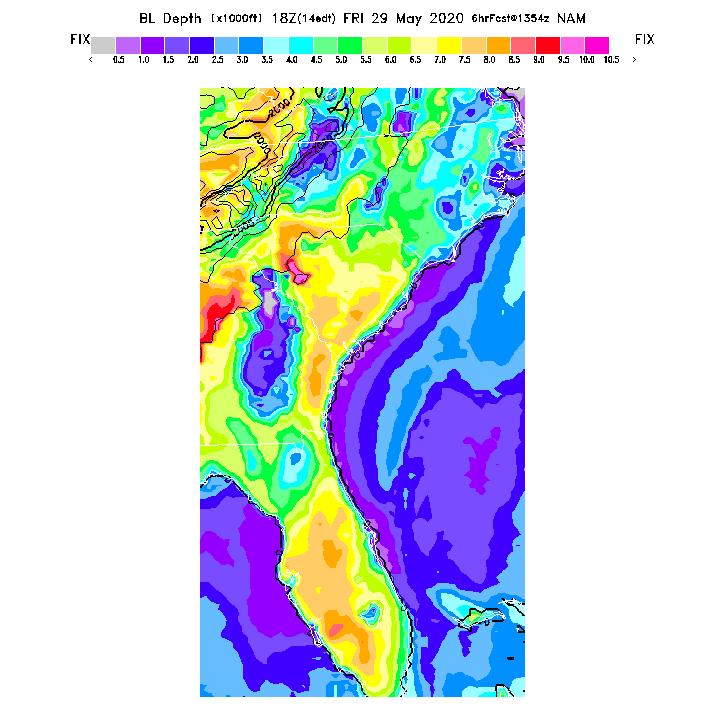 BL Depth [x1000ft] 18Z(14edt) FRI 29 May 2020 6hrFcst@1354z NAM
FIX FIX
< 0.5 1.0 1.5 2.0 2.5 3.0 3.5 4.0 4.5 5.0 5.5 6.0 6.5 7.0 7.5 8.0 8.5 9.0 9.5 10.0 10.5 >
2000
2000